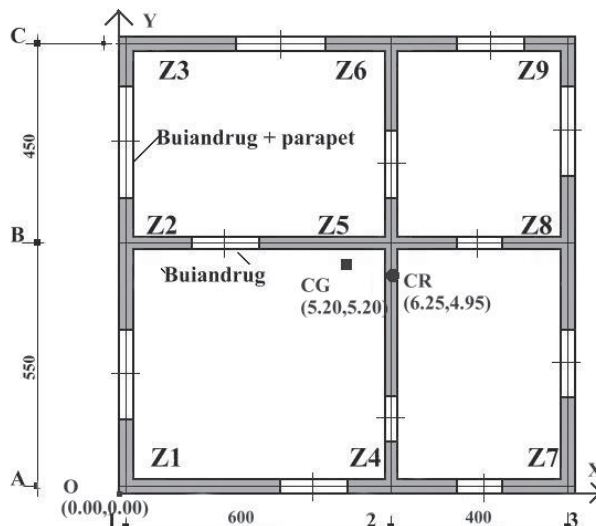 Y
C
Z3 Z6 Z9
Buiandrug + parapet
450
Z2 Z5 Z8
B
Buiandrug
CG
(5.20,5.20)
CR
(6.25,4.95)
550
Z1 Z4 Z7
A
O
(0.00,0.00)
X
1 600 2 400 3